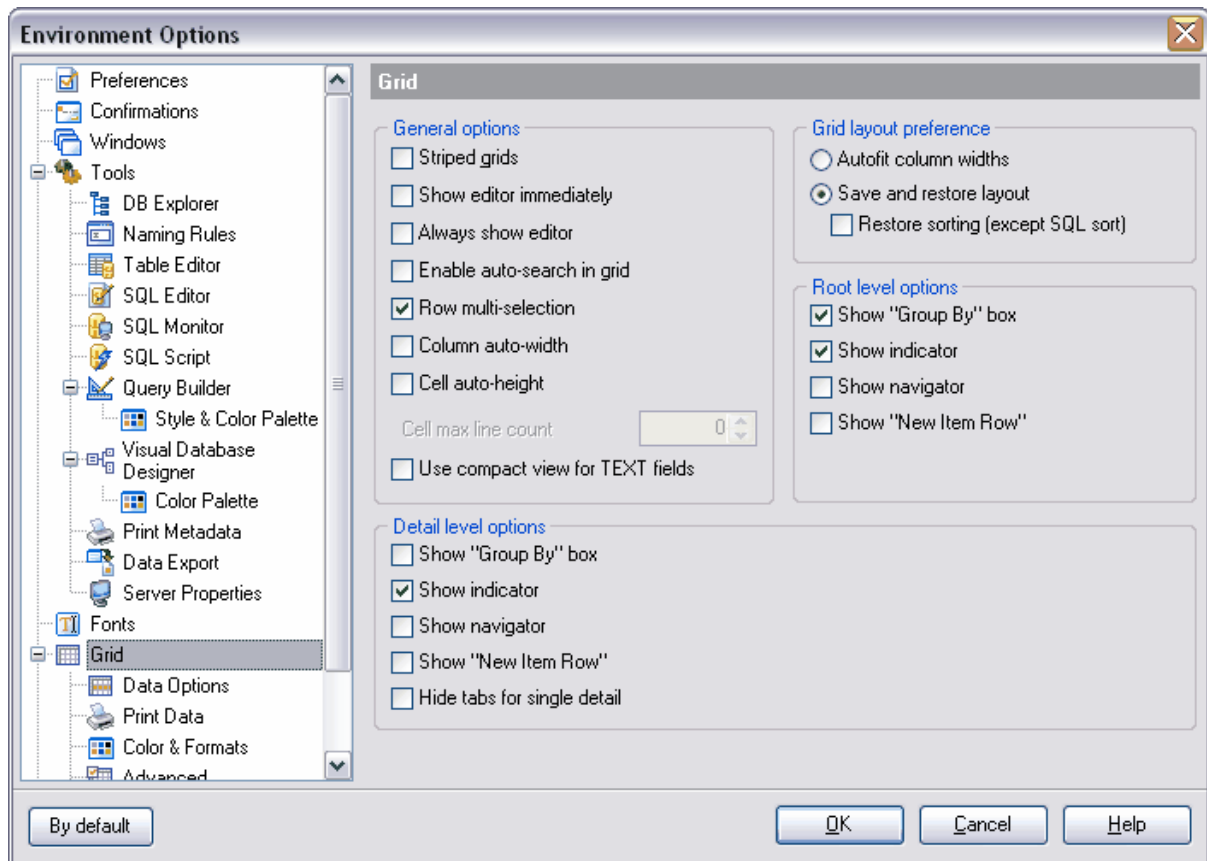 Environment Options
Preferences
Confirmations
Windows
Tools
DB Explorer
Naming Rules
Table Editor
SQL Editor
SQL Monitor
SQL Script
Query Builder
Style & Color Palette
Visual Database
Designer
Color Palette
Print Metadata
Data Export
Server Properties
Fonts
Grid
Data Options
Print Data
Color & Formats
Advanced
Grid
General options
Striped grids
Show editor immediately
Always show editor
Enable auto-search in grid
Row multi-selection
Column auto-width
Cell auto-height
Cell max line count 0
Use compact view for TEXT fields
Grid layout preference
Autofit column widths
Save and restore layout
Restore sorting (except SQL sort)
Root level options
Show "Group By" box
Show indicator
Show navigator
Show "New Item Row"
Detail level options
Show "Group By" box
Show indicator
Show navigator
Show "New Item Row"
Hide tabs for single detail
By default
OK
Cancel
Help